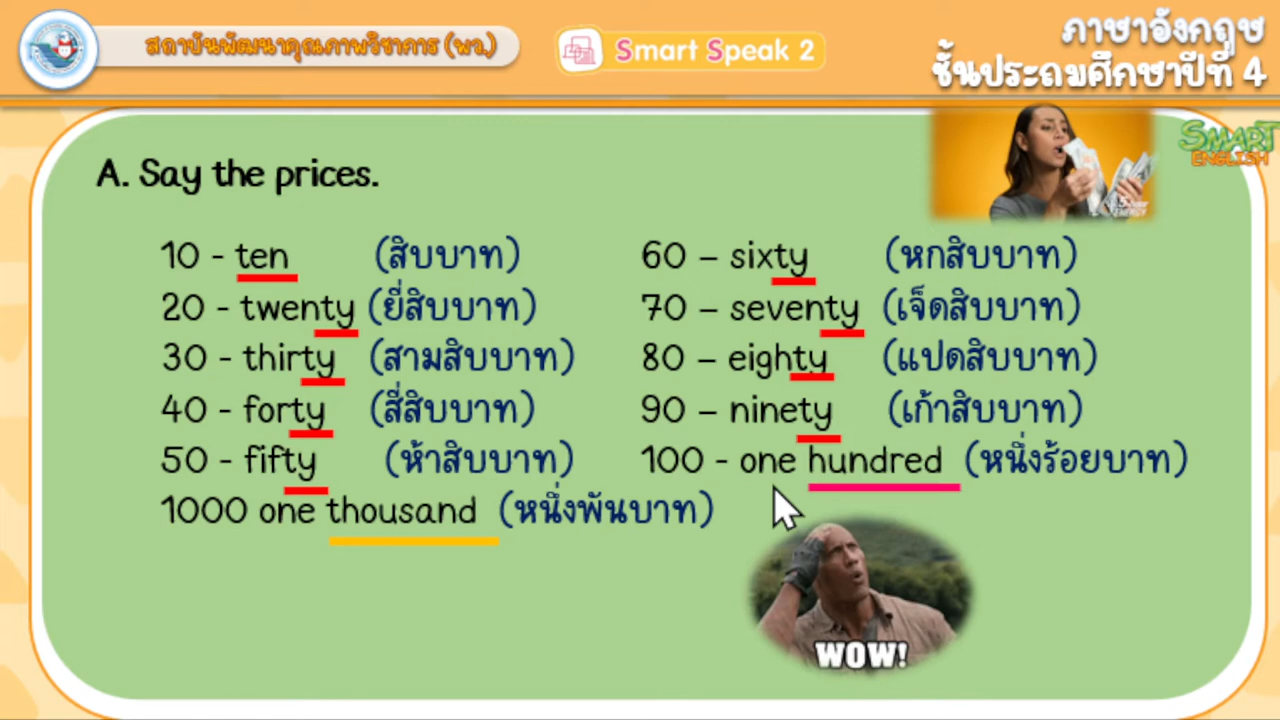 สถาบันพัฒนาคุณภาพวิชาการ (พว.)
Smart Speak 2
ภาษาอังกฤษ
ชั้นประถมศึกษาปีที่ 4
SMART
ENGLISH
A. Say the prices.
10 - ten (สิบบาท)
20 - twenty (ยี่สิบบาท)
30 - thirty (สามสิบบาท)
40 - forty (สี่สิบบาท)
50 - fifty (ห้าสิบบาท)
1000 one thousand (หนึ่งพันบาท)
60 – sixty (หกสิบบาท)
70 – seventy (เจ็ดสิบบาท)
80 – eighty (แปดสิบบาท)
90 – ninety (เก้าสิบบาท)
100 - one hundred (หนึ่งร้อยบาท)
WOW!